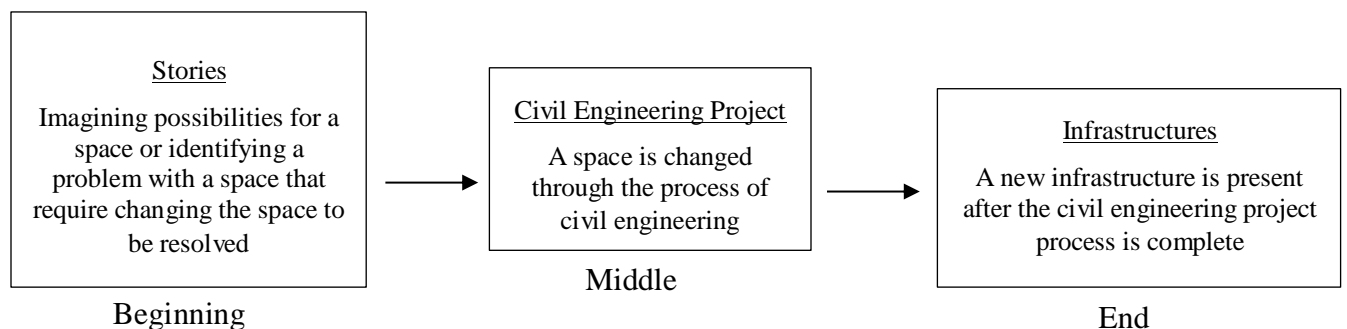 Stories
Imagining possibilities for a
space or identifying a
problem with a space that
require changing the space to
be resolved
Beginning
Civil Engineering Project
A space is changed
through the process of
civil engineering
Middle
Infrastructures
A new infrastructure is present
after the civil engineering project
process is complete
End